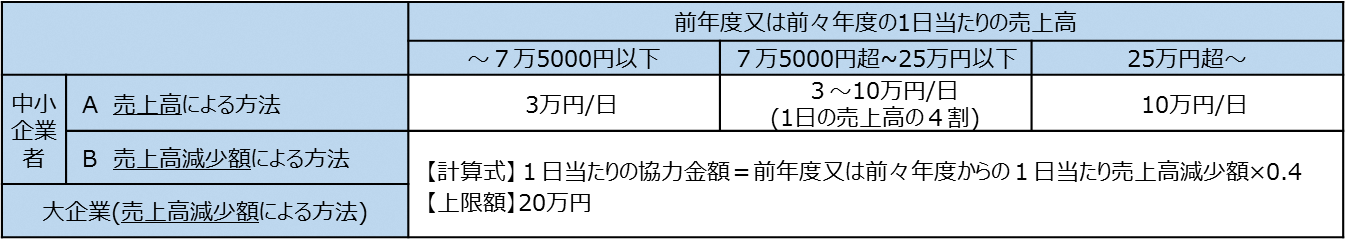 前年度又は前々年度の1日当たりの売上高
～７万5000円以下
７万5000円超~25万円以下
25万円超～
中小
企業
者
A 売上高による方法
3万円/日
３～10万円/日
(1日の売上高の４割)
10万円/日
B 売上高減少額による方法
大企業(売上高減少額による方法)
【計算式】１日当たりの協力金額＝前年度又は前々年度からの１日当たり売上高減少額×0.4
【上限額】20万円